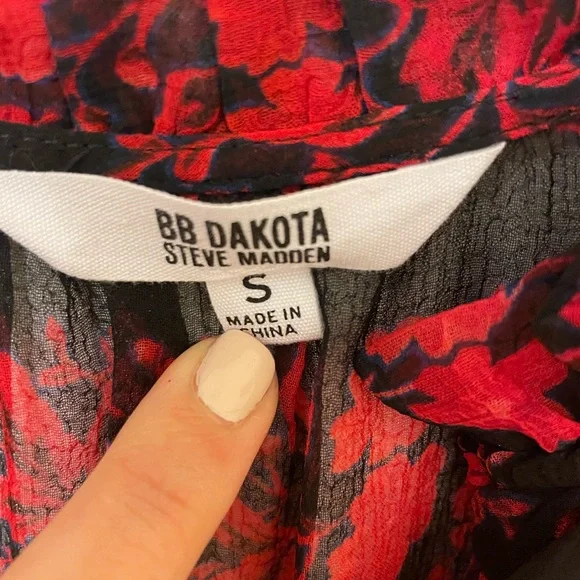 BB DAKOTA
STEVE MADDEN
S
MADE IN
CHINA